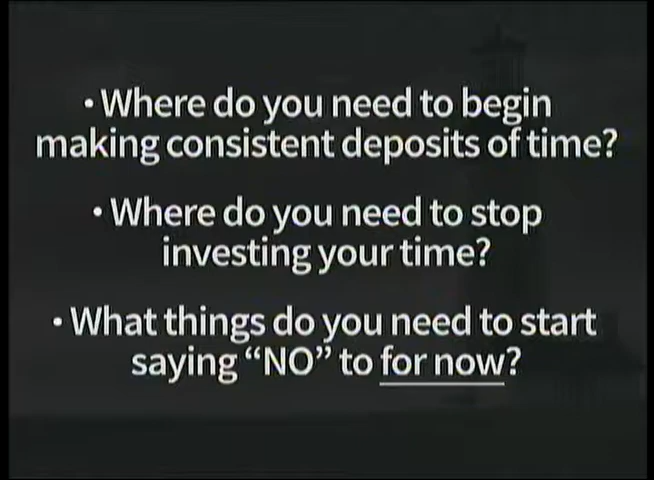 • Where do you need to begin
making consistent deposits of time?
• Where do you need to stop
investing your time?
• What things do you need to start
saying “NO” to for now?